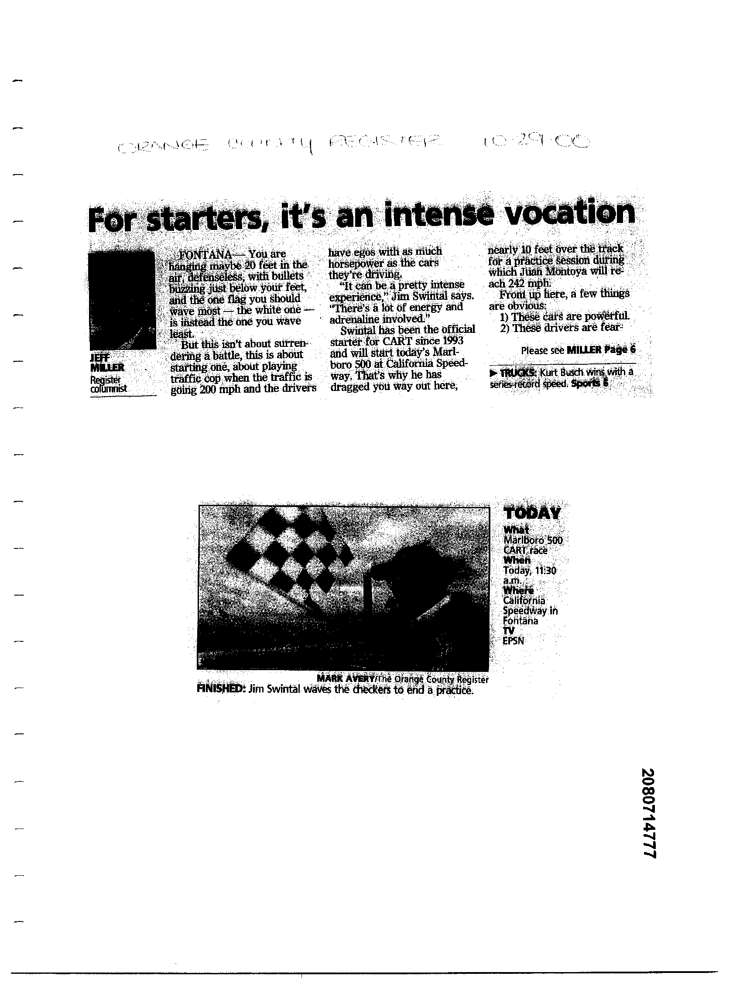 ORANGE COUNTY REGISTER 10-29-00
For starters, it's an intense vocation
JEFF
MILLER
Register
columnist
FONTANA — You are
hanging maybe 20 feet in the
air, defenseless, with bullets
buzzing just below your feet,
and the one flag you should
wave most — the white one —
is instead the one you wave
least.
But this isn't about surren-
dering a battle, this is about
starting one, about playing
traffic cop when the traffic is
going 200 mph and the drivers
have egos with as much
horsepower as the cars
they're driving.
"It can be a pretty intense
experience," Jim Swintal says.
"There's a lot of energy and
adrenaline involved."
Swintal has been the official
starter for CART since 1993
and will start today's Marl-
boro 500 at California Speed-
way. That's why he has
dragged you way out here,
nearly 10 feet over the track
for a practice session during
which Juan Montoya will re-
ach 242 mph.
Front up here, a few things
are obvious:
1) These cars are powerful.
2) These drivers are fear-
Please see MILLER Page 6
► TRUCKS: Kurt Busch wins with a
series-record speed. Sports 6
TODAY
What
Marlboro 500
CART race
When
Today, 11:30
a.m.
Where
California
Speedway in
Fontana
TV
EPSN
MARK AVERY/The Orange County Register
FINISHED: Jim Swintal waves the checkers to end a practice.
2080714777